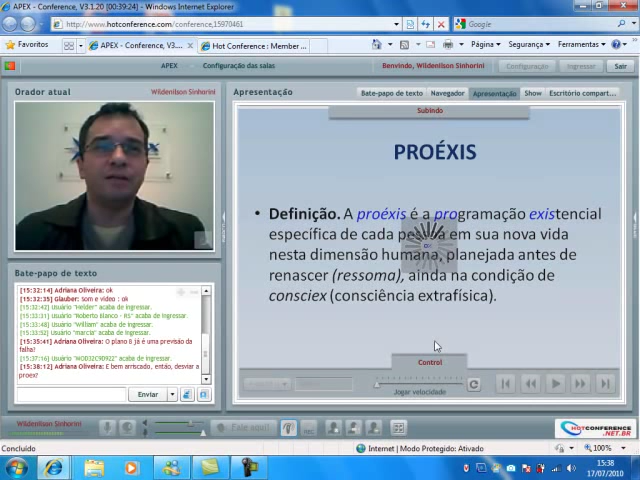 APEX - Conference, V3.1.20 [00:39:24] - Windows Internet Explorer
http://www.hotconference.com/conference,15970461
Google
Favoritos
APEX - Conference, V3....
Hot Conference : Member ...
Página
Segurança
Ferramentas
APEX
Configuração das salas
Benvindo, Wildenilson Sinhorini
Configuração
Ingressar
Sair
Orador atual
Wildenilson Sinhorini
Apresentação
Bate-papo de texto
Navegador
Apresentação
Show
Escritório compart...
Subindo
PROÉXIS
• Definição. A proéxis é a programação existencial
específica de cada pessoa em sua nova vida
nesta dimensão humana, planejada antes de
renascer (ressoma), ainda na condição de
consciex (consciência extrafísica).
Bate-papo de texto
[15:32:14] Adriana Oliveira: ok
[15:32:35] Glauber: som e vídeo : ok
[15:32:42] Usuário "Helder" acaba de ingressar.
[15:32:31] Usuário "Roberto Blanco - RS" acaba de ingressar.
[15:33:48] Usuário "William" acaba de ingressar.
[15:33:52] Usuário "marcia" acaba de ingressar.
[15:35:41] Adriana Oliveira: O plano B já é uma previsão da
falha?
[15:37:16] Usuário "WOD32C9D922" acaba de ingressar.
[15:38:12] Adriana Oliveira: E bem arriscado, então, desviar a
proex?
Enviar
Control
Jogar velocidade
Wildenilson Sinhorini
Fale aqui!
HOTCONFERENCE
.NET.BR
Concluído
Internet | Modo Protegido: Ativado
100%
15:38
17/07/2010